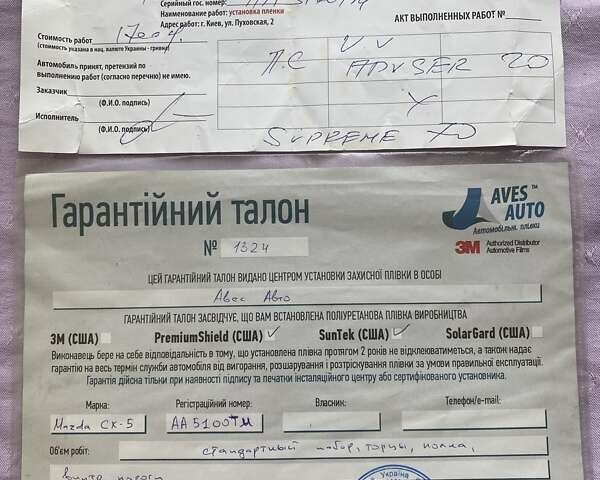 Серийный гос. номер:
Наименование работ: установка пленки
Адрес работ: г. Киев, ул. Пуховская, 2
АКТ ВЫПОЛНЕННЫХ РАБОТ №
Стоимость работ
(стоимость указана в нац. валюте Украины - гривна)
Автомобиль принят, претензий по
выполнению работ (согласно перечню) не имею.
Заказчик
(Ф.И.О. подпись)
Исполнитель
(Ф.И.О. подпись)
Л.С
20
SUPREME 70
Гарантійний талон
№ 1324
AVES™
AUTO
Автомобільні плівки
3M Authorized Distributor
Automotive Films
ЦЕЙ ГАРАНТІЙНИЙ ТАЛОН ВИДАНО ЦЕНТРОМ УСТАНОВКИ ЗАХИСНОЇ ПЛІВКИ В ОСОБІ
Авес Авто
ГАРАНТІЙНИЙ ТАЛОН ЗАСВІДЧУЄ, ЩО ВАМ ВСТАНОВЛЕНА ПОЛІУРЕТАНОВА ПЛІВКА ВИРОБНИЦТВА
3M (США) PremiumShield (США) SunTek (США) SolarGard (США)
Виконавець бере на себе відповідальність в тому, що установлена плівка протягом 2 років не відклеюватиметься, а також надає
гарантію на весь термін служби автомобіля від вигорання, розшарування і розтріскування плівки за умови правильної експлуатації.
Гарантія дійсна тільки при наявності підпису та печатки інсталяційного центру або сертифікованого установника.
Марка: Регістраційний номер: Власник: Телефон/e-mail:
Mazda CX-5 AA5100TM
Об'єм робіт: стандартный набор, торцы, полка,
Україна